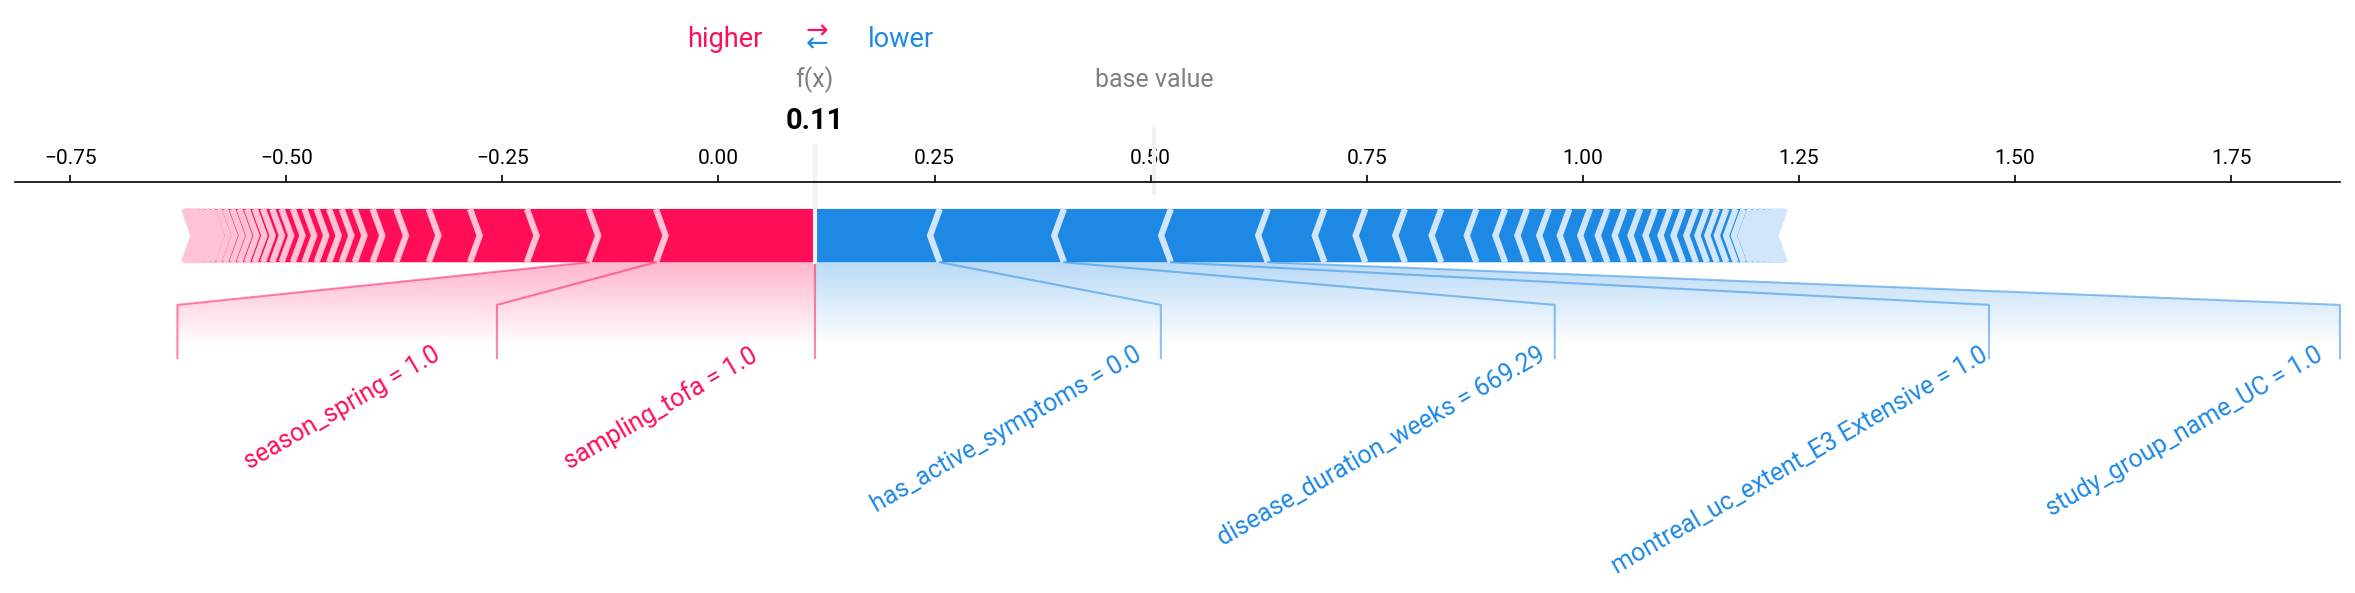 higher ⇄ lower
f(x) base value
0.11
−0.75 −0.50 −0.25 0.00 0.25 0.50 0.75 1.00 1.25 1.50 1.75
season_spring = 1.0
sampling_tofa = 1.0
has_active_symptoms = 0.0
disease_duration_weeks = 669.29
montreal_uc_extent_E3 Extensive = 1.0
study_group_name_UC = 1.0